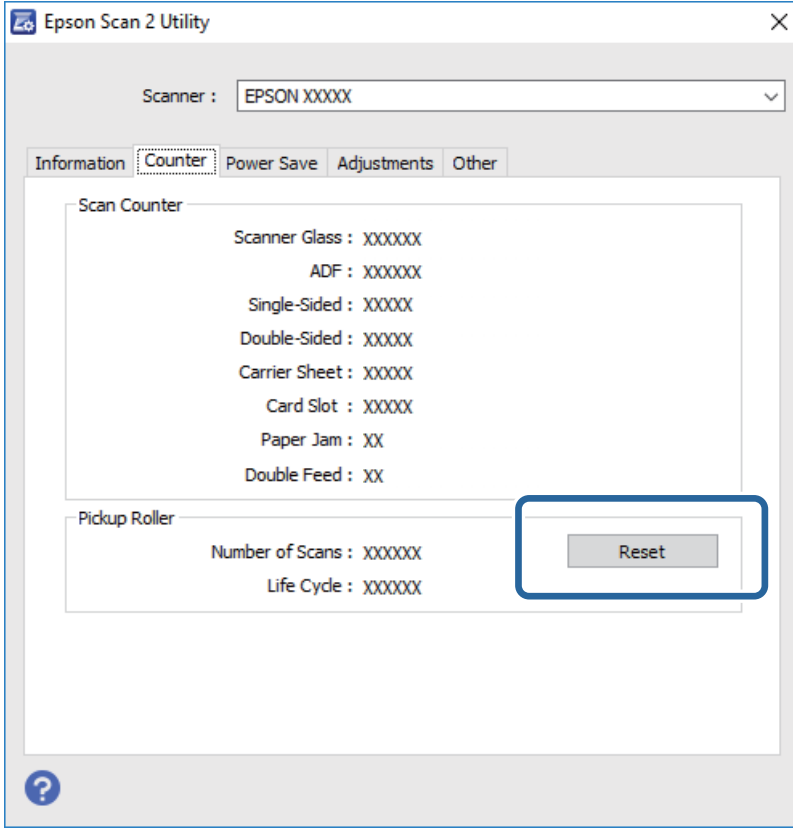 Epson Scan 2 Utility
Scanner : EPSON XXXXX
Information Counter Power Save Adjustments Other
Scan Counter
Scanner Glass : XXXXXX
ADF : XXXXXX
Single-Sided : XXXXX
Double-Sided : XXXXX
Carrier Sheet : XXXXX
Card Slot : XXXXX
Paper Jam : XX
Double Feed : XX
Pickup Roller
Number of Scans : XXXXXX Reset
Life Cycle : XXXXXX
?